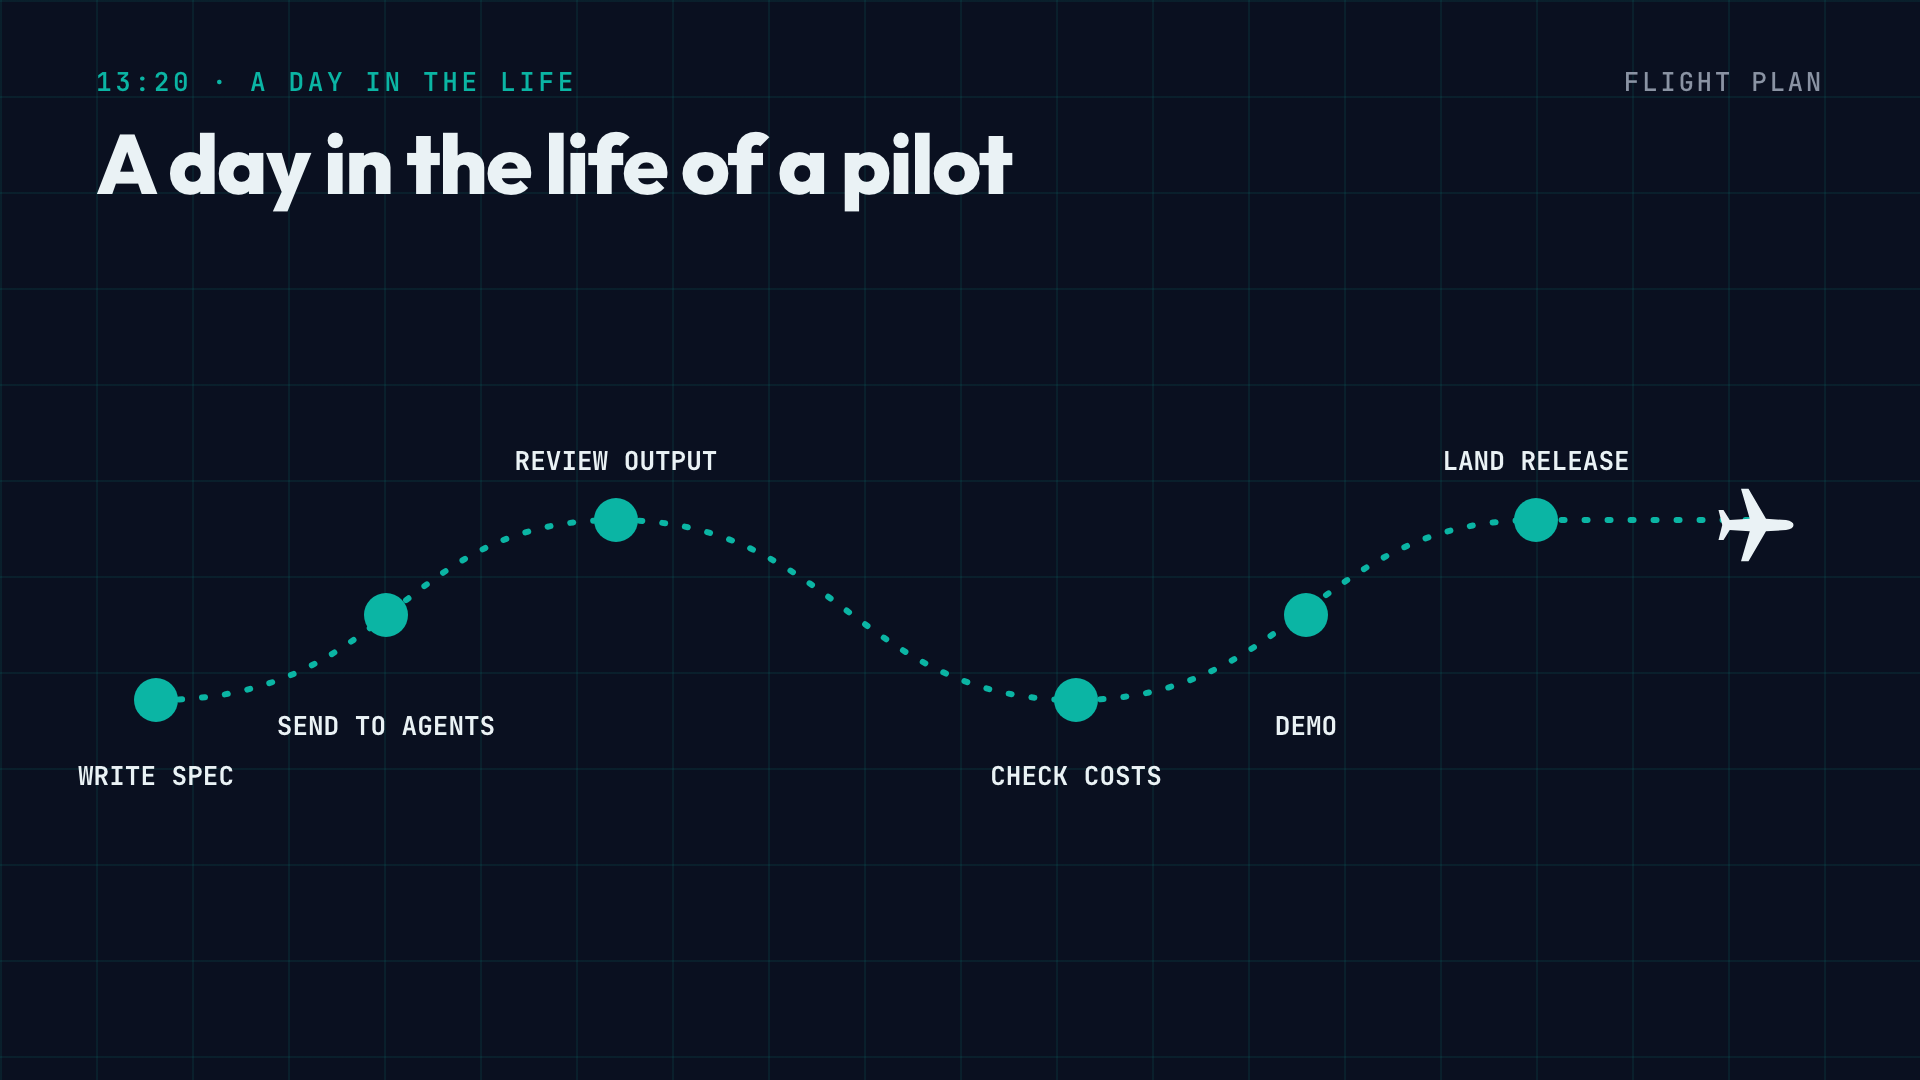 13:20 · A DAY IN THE LIFE
FLIGHT PLAN
A day in the life of a pilot
REVIEW OUTPUT
LAND RELEASE
SEND TO AGENTS
DEMO
WRITE SPEC
CHECK COSTS